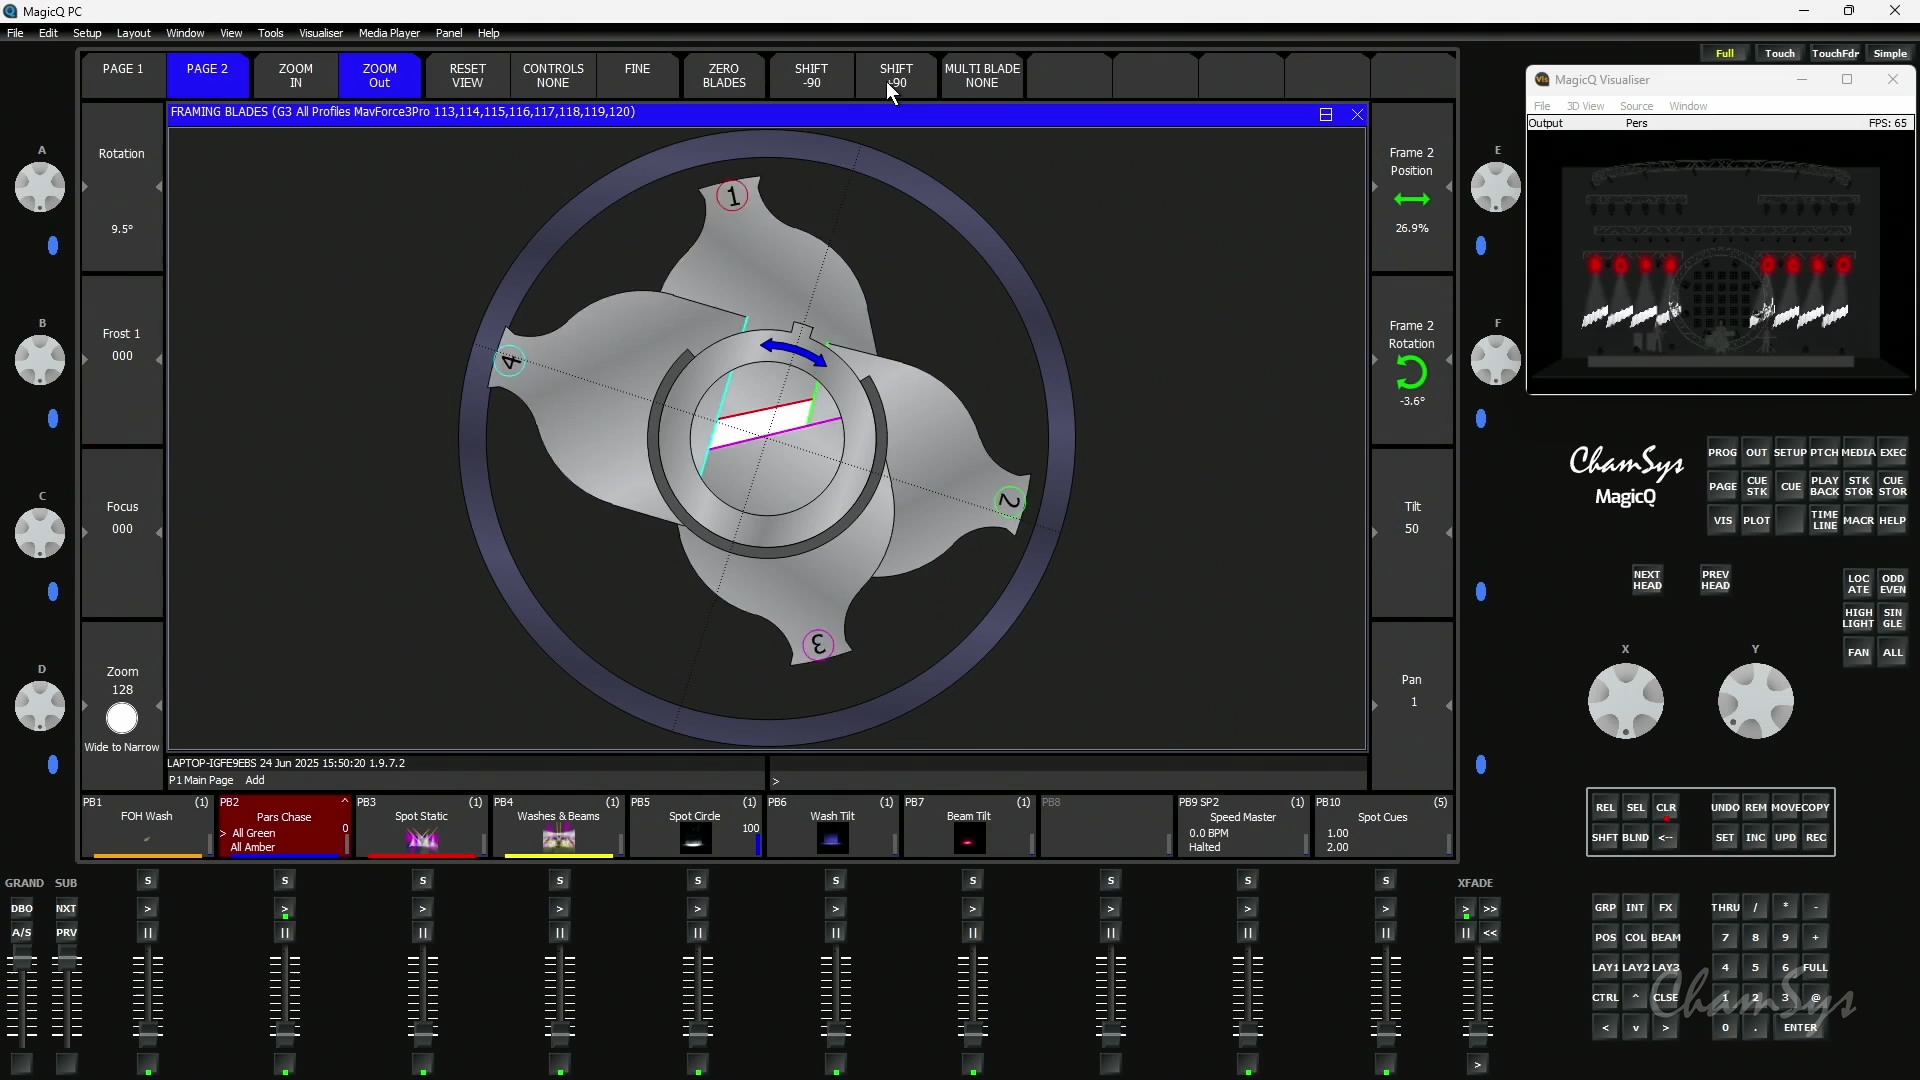 MagicQ PC
File Edit Setup Layout Window View Tools Visualiser Media Player Panel Help
Full Touch TouchFdr Simple
PAGE 1
PAGE 2
ZOOM
IN
ZOOM
Out
RESET
VIEW
CONTROLS
NONE
FINE
ZERO
BLADES
SHIFT
-90
SHIFT
+90
MULTI BLADE
NONE
FRAMING BLADES (G3 All Profiles MavForce3Pro 113,114,115,116,117,118,119,120)
MagicQ Visualiser
File 3D View Source Window
Output Pers FPS: 65
A
B
C
D
E
F
Rotation
9.5°
Frost 1
000
Focus
000
Zoom
128
Wide to Narrow
1
2
3
4
Frame 2
Position
26.9%
Frame 2
Rotation
-3.6°
Tilt
50
Pan
1
ChamSys
MagicQ
PROG OUT SETUP PTCH MEDIA EXEC
PAGE CUE STK CUE PLAY BACK STK STOR CUE STOR
VIS PLOT TIME LINE MACR HELP
NEXT HEAD PREV HEAD
LOC ATE ODD EVEN
HIGH LIGHT SIN GLE
FAN ALL
X Y
LAPTOP-IGFE9EBS 24 Jun 2025 15:50:20 1.9.7.2
P1 Main Page Add
>
PB1 (1)
FOH Wash
PB2 ^
Pars Chase
> All Green 0
All Amber
PB3 (1)
Spot Static
PB4 (1)
Washes & Beams
PB5 (1)
Spot Circle
100
PB6 (1)
Wash Tilt
PB7 (1)
Beam Tilt
PB8
PB9 SP2 (1)
Speed Master
0.0 BPM
Halted
PB10 (5)
Spot Cues
1.00
2.00
REL SEL CLR UNDO REM MOVE COPY
SHFT BLND <-- SET INC UPD REC
GRAND SUB
S S S S S S S S S S
XFADE
DBO NXT > > > > > > > > > > > >>
A/S PRV || || || || || || || || || || || <<
>
GRP INT FX THRU / * -
POS COL BEAM 7 8 9 +
LAY1 LAY2 LAY3 4 5 6 FULL
CTRL ^ CLSE 1 2 3 @
< v > 0 . ENTER
ChamSys